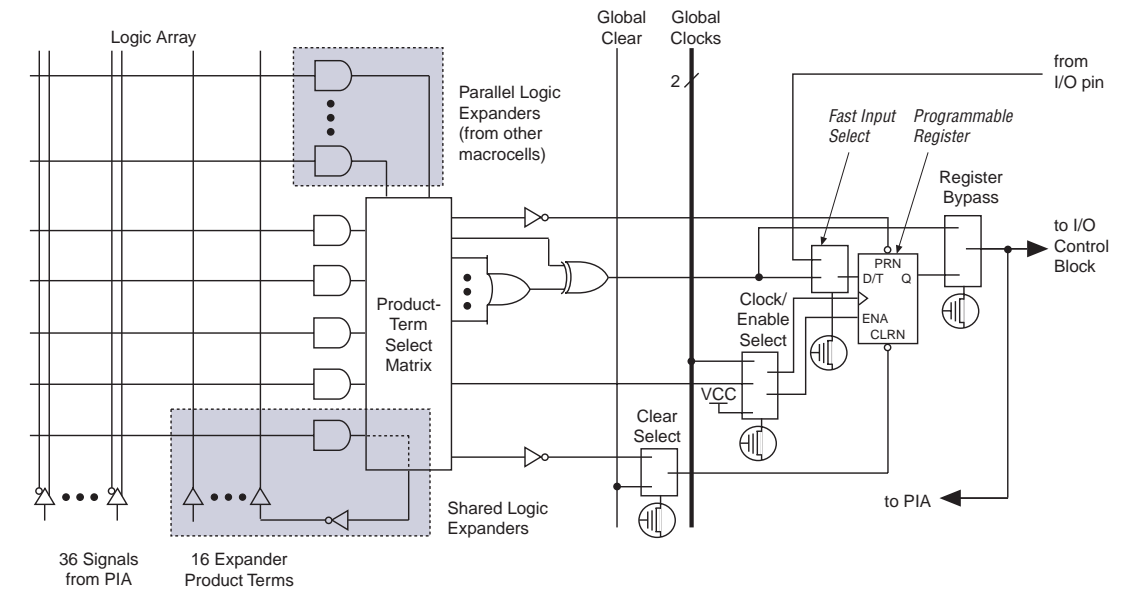 Logic Array
Global
Clear
Global
Clocks
2
from
I/O pin
Parallel Logic
Expanders
(from other
macrocells)
Fast Input
Select
Programmable
Register
Register
Bypass
to I/O
Control
Block
PRN
D/T Q
ENA
CLRN
Product-
Term
Select
Matrix
Clock/
Enable
Select
VCC
Clear
Select
Shared Logic
Expanders
to PIA
36 Signals
from PIA
16 Expander
Product Terms